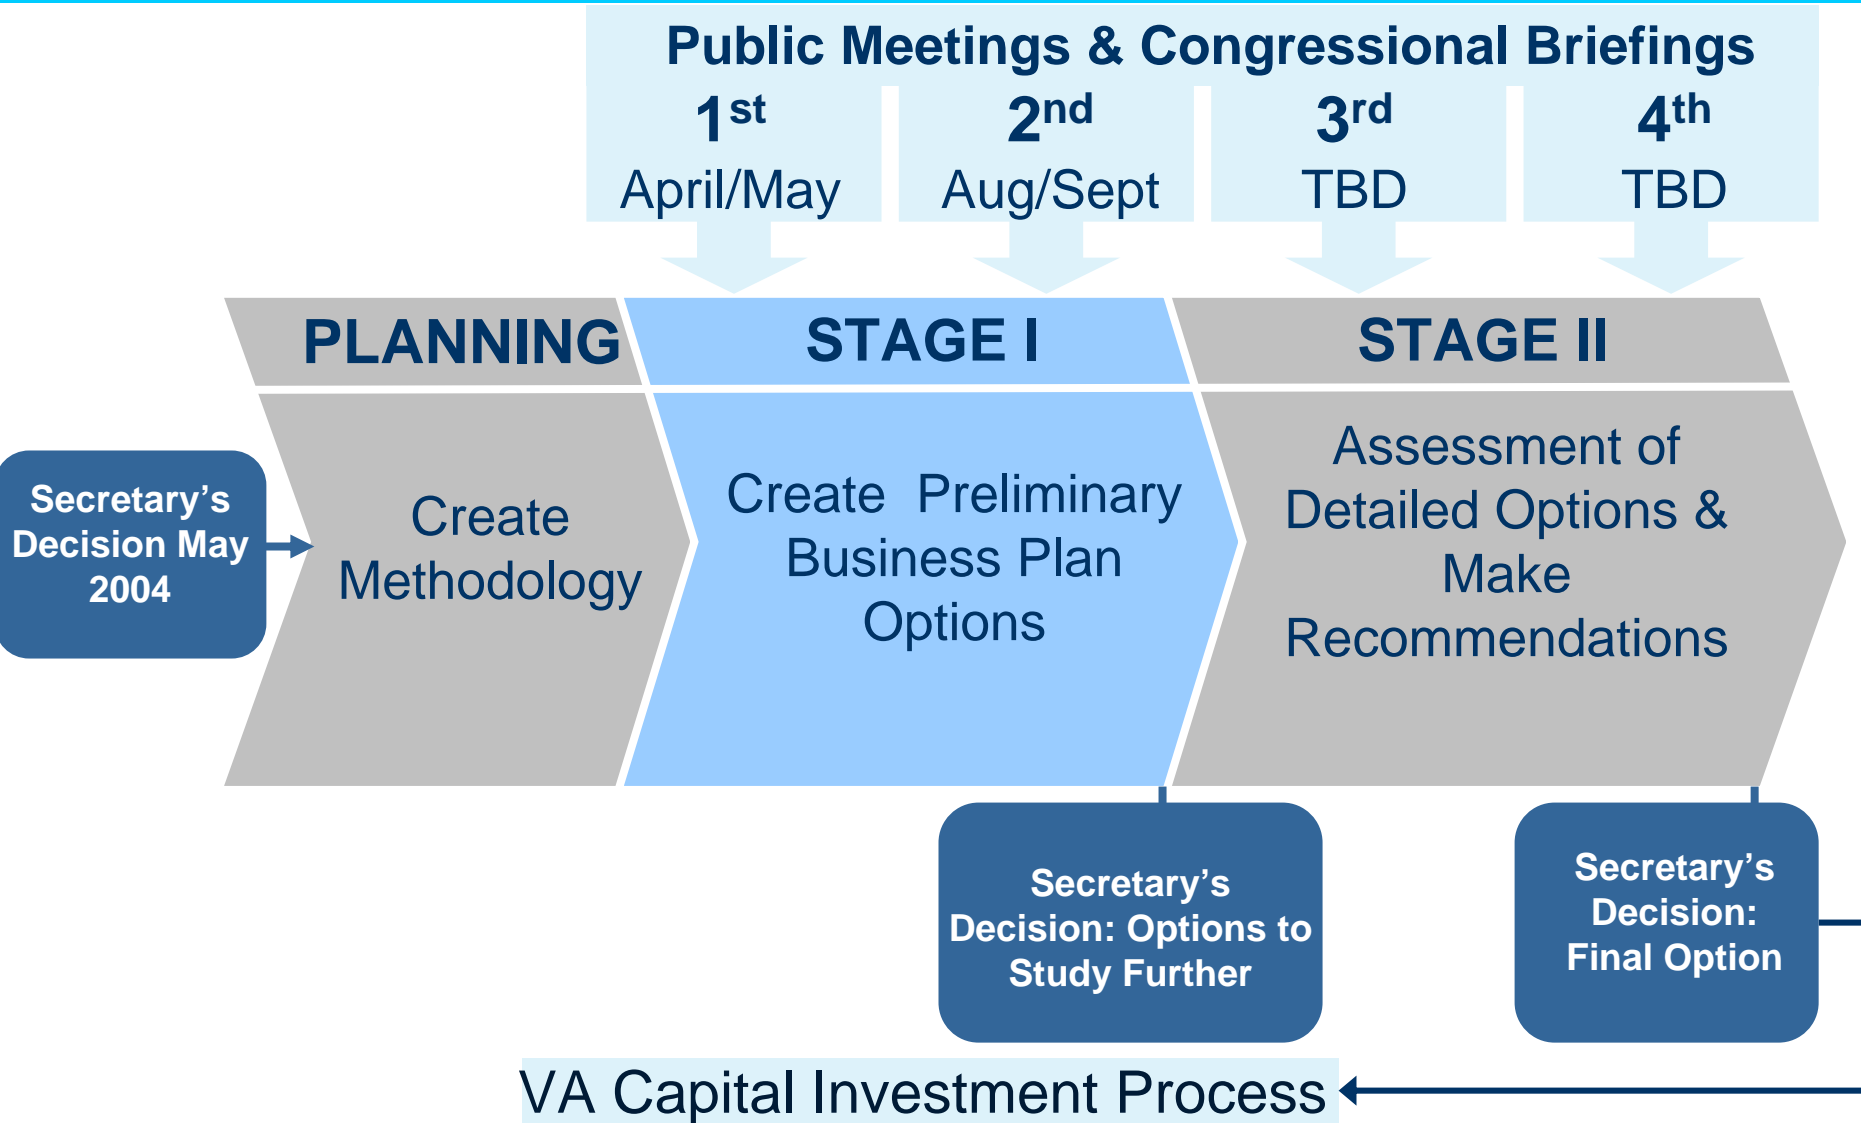 Public Meetings & Congressional Briefings
1st
April/May
2nd
Aug/Sept
3rd
TBD
4th
TBD
PLANNING
STAGE I
STAGE II
Secretary’s
Decision May
2004
Create
Methodology
Create Preliminary
Business Plan
Options
Assessment of
Detailed Options &
Make
Recommendations
Secretary’s
Decision: Options to
Study Further
Secretary’s
Decision:
Final Option
VA Capital Investment Process